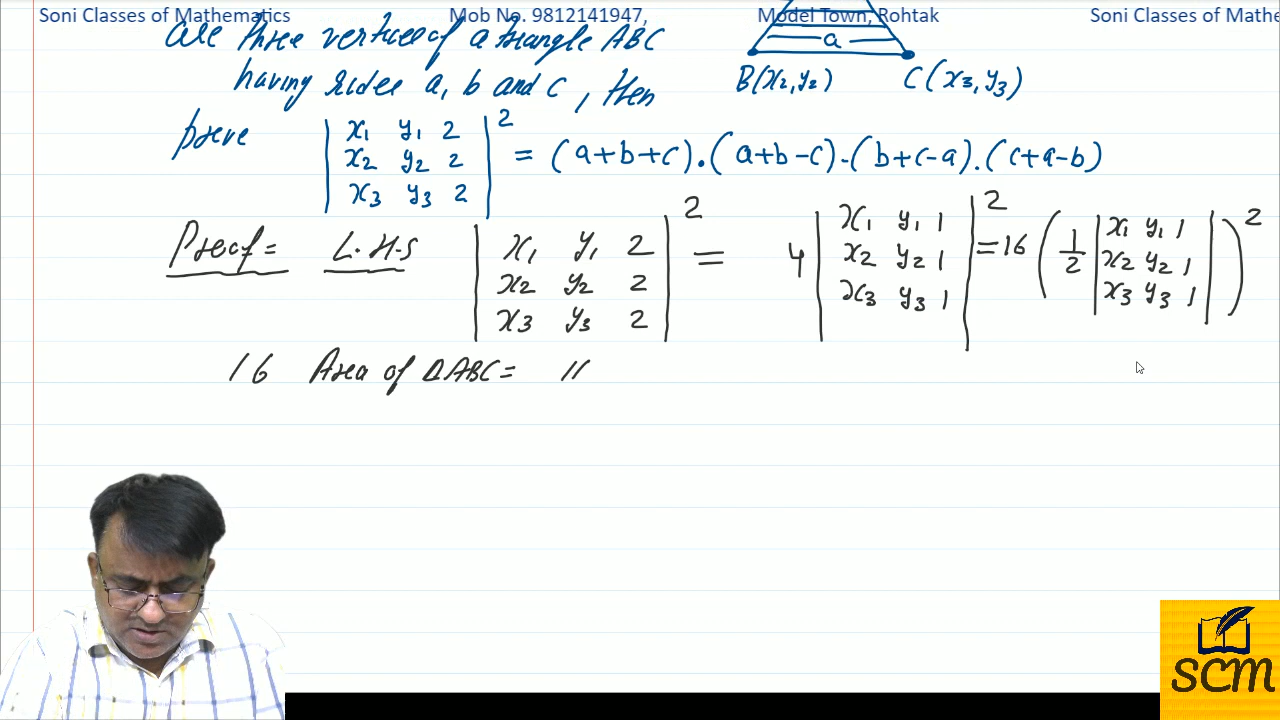 Soni Classes of Mathematics Mob No. 9812141947, Model Town, Rohtak Soni Classes of Mathe
are three vertices of a triangle ABC
a
having sides a, b and c, then
B(x₂,y₂) C(x₃,y₃)
prove | x₁ y₁ 2 |² = (a+b+c).(a+b-c).(b+c-a).(c+a-b)
x₂ y₂ 2
x₃ y₃ 2
Proof = L.H.S | x₁ y₁ 2 |² = 4 | x₁ y₁ 1 |² = 16 ( 1/2 | x₁ y₁ 1 | )²
x₂ y₂ 2 x₂ y₂ 1 x₂ y₂ 1
x₃ y₃ 2 x₃ y₃ 1 x₃ y₃ 1
16 Area of ΔABC = 
SCM